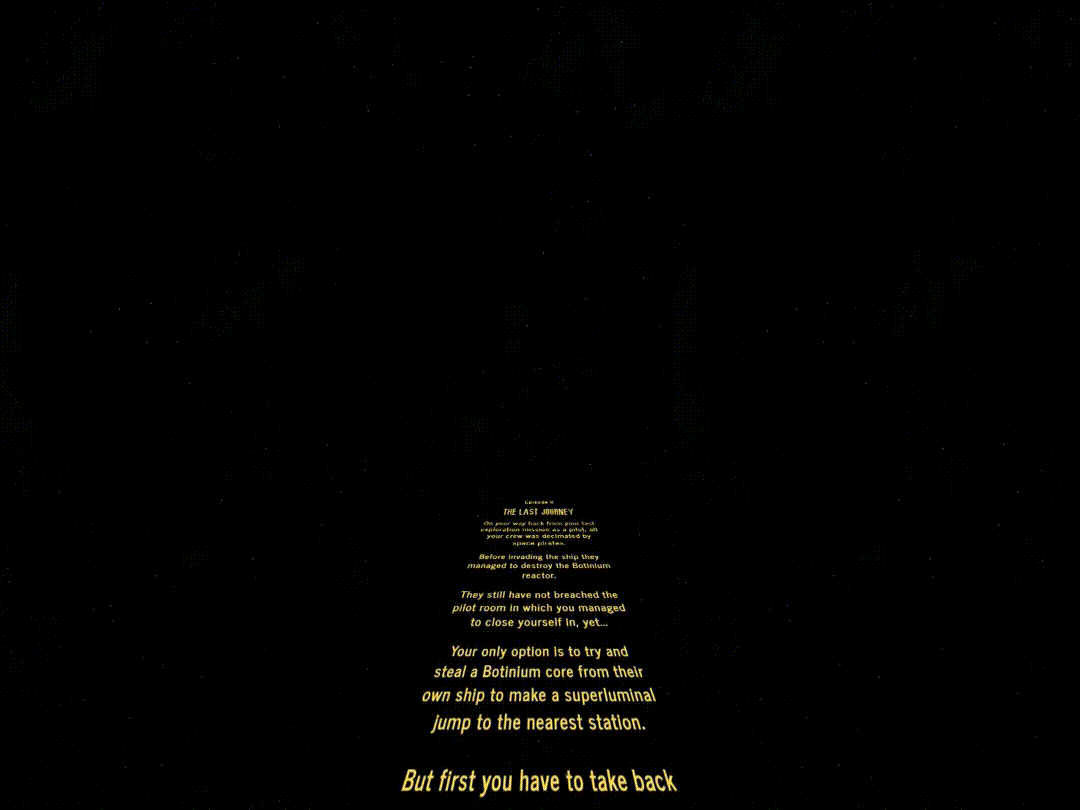 Episode II
THE LAST JOURNEY
On your way back from your last
exploration mission as a pilot, all
your crew was decimated by
space pirates.
Before invading the ship they
managed to destroy the Botinium
reactor.
They still have not breached the
pilot room in which you managed
to close yourself in, yet...
Your only option is to try and
steal a Botinium core from their
own ship to make a superluminal
jump to the nearest station.
But first you have to take back